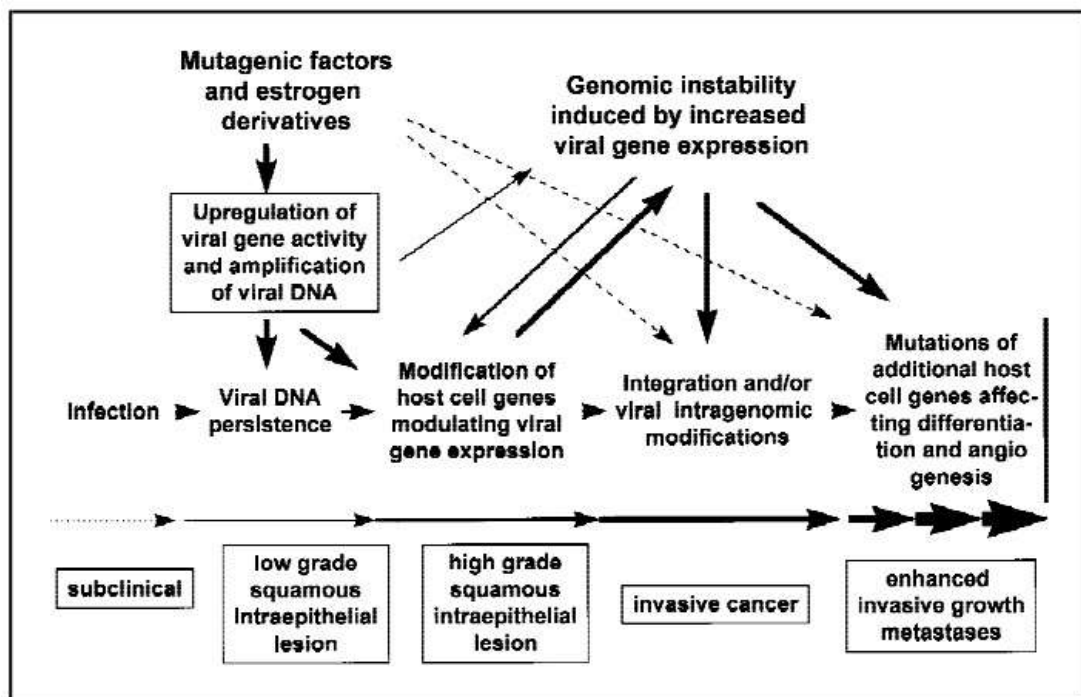 Mutagenic factors
and estrogen
derivatives
Genomic instability
induced by increased
viral gene expression
Upregulation of
viral gene activity
and amplification
of viral DNA
Infection
Viral DNA
persistence
Modification of
host cell genes
modulating viral
gene expression
Integration and/or
viral intragenomic
modifications
Mutations of
additional host
cell genes affec-
ting differentia-
tion and angio
genesis
subclinical
low grade
squamous
Intraepithelial
lesion
high grade
squamous
intraepithelial
lesion
invasive cancer
enhanced
invasive growth
metastases